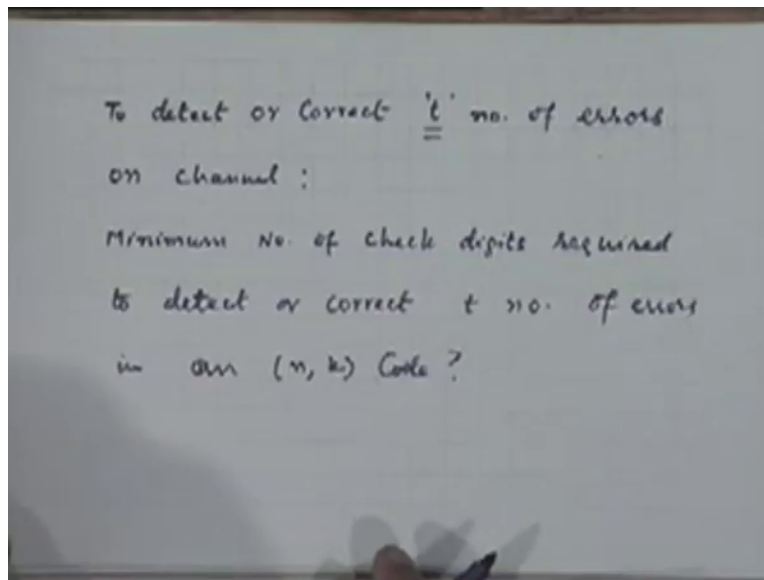 To detect or Correct 't' no. of errors
on channel :
Minimum No. of check digits required
to detect or correct t no. of errors
in an (n, k) Code ?